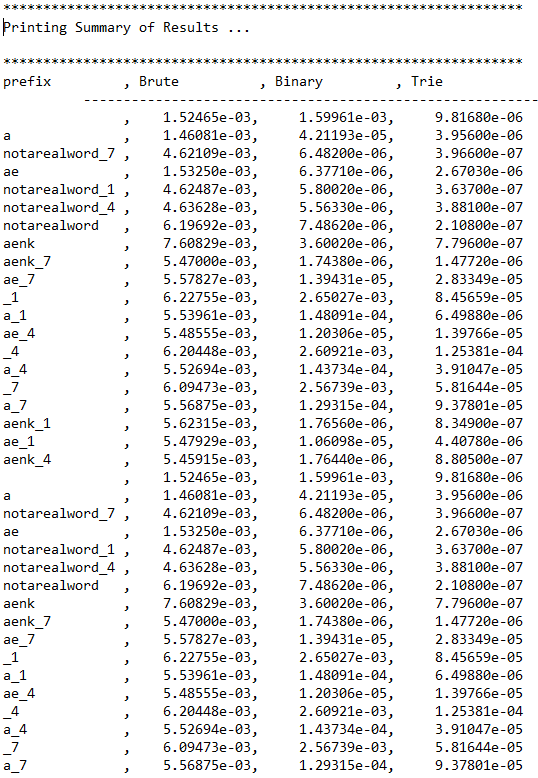 *****************************************************************
Printing Summary of Results ...
*****************************************************************
prefix , Brute , Binary , Trie
---------------------------------------------------------
, 1.52465e-03, 1.59961e-03, 9.81680e-06
a , 1.46081e-03, 4.21193e-05, 3.95600e-06
notarealword_7 , 4.62109e-03, 6.48200e-06, 3.96600e-07
ae , 1.53250e-03, 6.37710e-06, 2.67030e-06
notarealword_1 , 4.62487e-03, 5.80020e-06, 3.63700e-07
notarealword_4 , 4.63628e-03, 5.56330e-06, 3.88100e-07
notarealword , 6.19692e-03, 7.48620e-06, 2.10800e-07
aenk , 7.60829e-03, 3.60020e-06, 7.79600e-07
aenk_7 , 5.47000e-03, 1.74380e-06, 1.47720e-06
ae_7 , 5.57827e-03, 1.39431e-05, 2.83349e-05
_1 , 6.22755e-03, 2.65027e-03, 8.45659e-05
a_1 , 5.53961e-03, 1.48091e-04, 6.49880e-06
ae_4 , 5.48555e-03, 1.20306e-05, 1.39766e-05
_4 , 6.20448e-03, 2.60921e-03, 1.25381e-04
a_4 , 5.52694e-03, 1.43734e-04, 3.91047e-05
_7 , 6.09473e-03, 2.56739e-03, 5.81644e-05
a_7 , 5.56875e-03, 1.29315e-04, 9.37801e-05
aenk_1 , 5.62315e-03, 1.76560e-06, 8.34900e-07
ae_1 , 5.47929e-03, 1.06098e-05, 4.40780e-06
aenk_4 , 5.45915e-03, 1.76440e-06, 8.80500e-07
, 1.52465e-03, 1.59961e-03, 9.81680e-06
a , 1.46081e-03, 4.21193e-05, 3.95600e-06
notarealword_7 , 4.62109e-03, 6.48200e-06, 3.96600e-07
ae , 1.53250e-03, 6.37710e-06, 2.67030e-06
notarealword_1 , 4.62487e-03, 5.80020e-06, 3.63700e-07
notarealword_4 , 4.63628e-03, 5.56330e-06, 3.88100e-07
notarealword , 6.19692e-03, 7.48620e-06, 2.10800e-07
aenk , 7.60829e-03, 3.60020e-06, 7.79600e-07
aenk_7 , 5.47000e-03, 1.74380e-06, 1.47720e-06
ae_7 , 5.57827e-03, 1.39431e-05, 2.83349e-05
_1 , 6.22755e-03, 2.65027e-03, 8.45659e-05
a_1 , 5.53961e-03, 1.48091e-04, 6.49880e-06
ae_4 , 5.48555e-03, 1.20306e-05, 1.39766e-05
_4 , 6.20448e-03, 2.60921e-03, 1.25381e-04
a_4 , 5.52694e-03, 1.43734e-04, 3.91047e-05
_7 , 6.09473e-03, 2.56739e-03, 5.81644e-05
a_7 , 5.56875e-03, 1.29315e-04, 9.37801e-05